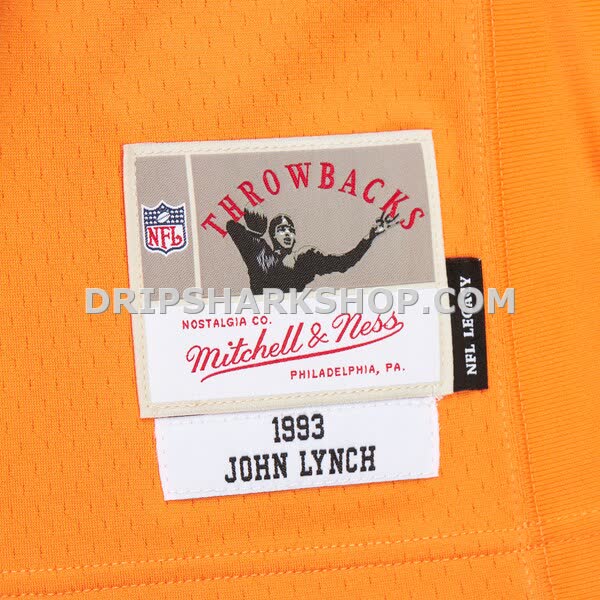 THROWBACKS
NFL
DRIPSHARKSHOP.COM
NOSTALGIA CO.
Mitchell & Ness
PHILADELPHIA, PA.
NFL LEGACY
1993
JOHN LYNCH